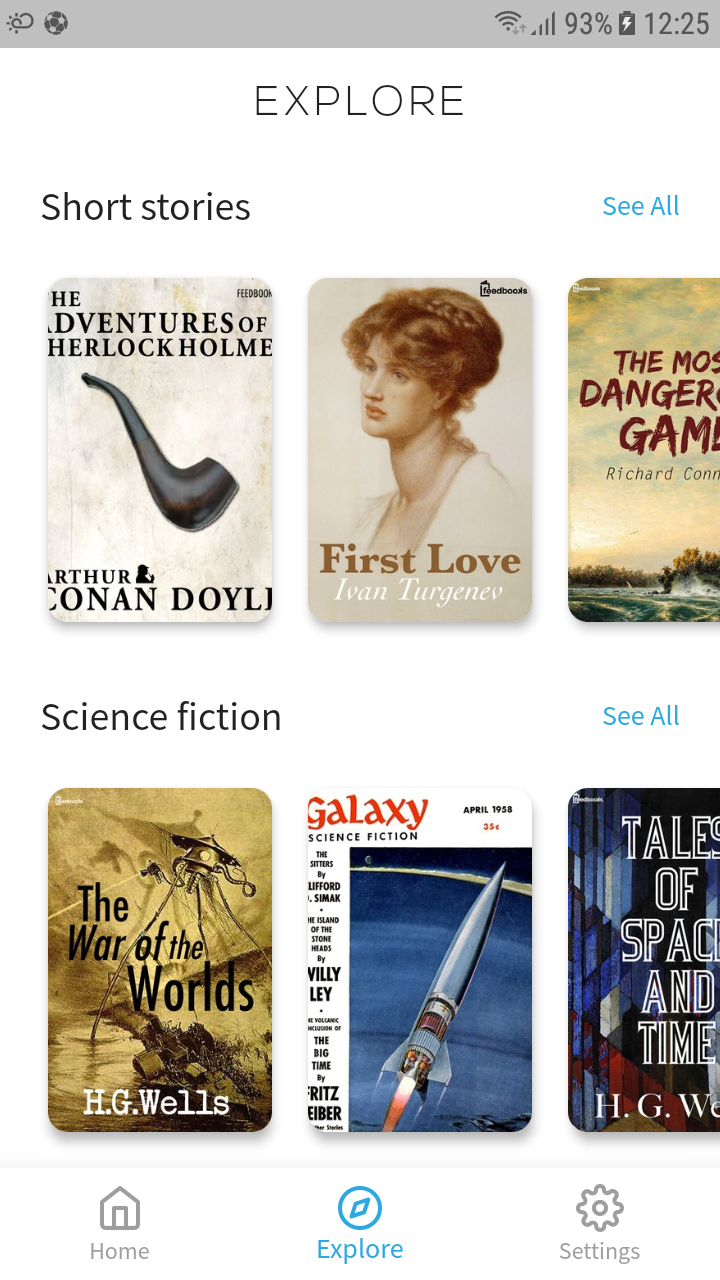 93% 12:25
EXPLORE
Short stories See All
HE
FEEDBOOK
DVENTURES OF
HERLOCK HOLME
ARTHUR
CONAN DOYL
feedbooks
First Love
Ivan Turgenev
feedbooks
THE MOS
DANGER
GAM
Richard Conn
Science fiction See All
feedbooks
The
War of the
Worlds
H.G.Wells
GALAXY
SCIENCE FICTION
APRIL 1958
35¢
THE
SITTERS
By
LIFFORD
. SIMAK
HE ISLAND
OF THE
STONE
HEADS
By
WILLY
LEY
HE VOLCANIC
NCLUSION OF
THE
BIG
TIME
By
FRITZ
EIBER
ther Stories
feedbooks
TALES
OF
SPACE
AND
TIME
H. G. We
Home Explore Settings